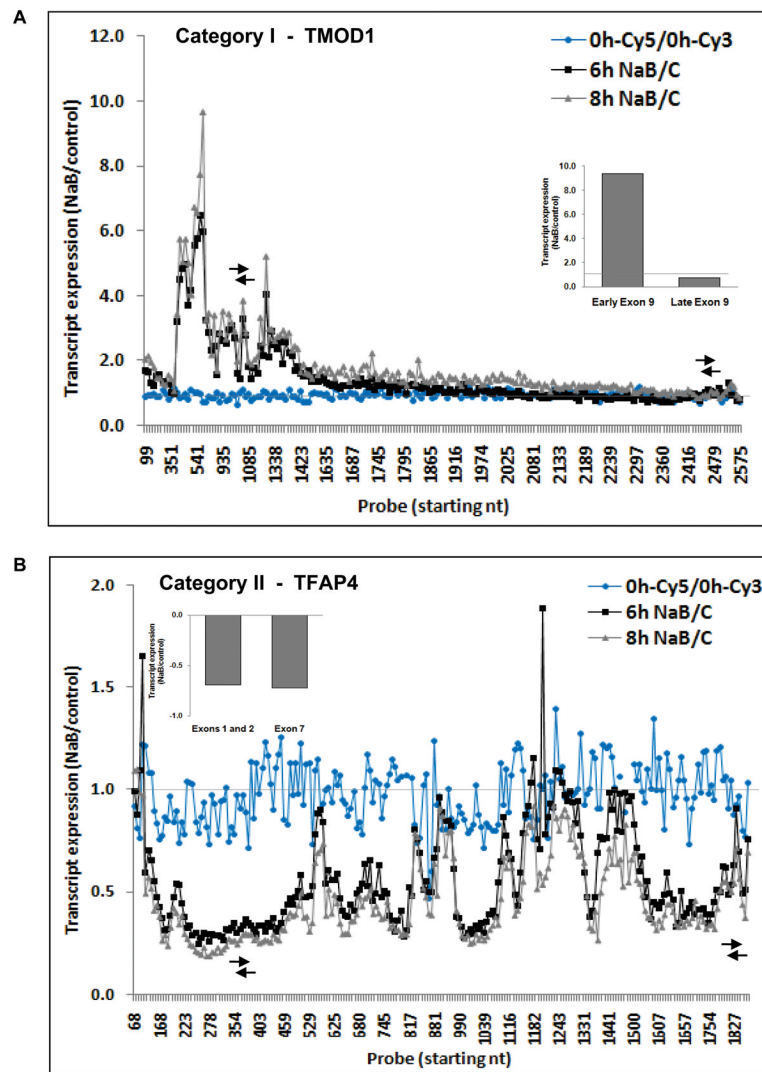 A
Category I - TMOD1
0h-Cy5/0h-Cy3
6h NaB/C
8h NaB/C
Transcript expression (NaB/control)
12.0
10.0
8.0
6.0
4.0
2.0
0.0
Transcript expression
(NaB/control)
10.0
8.0
6.0
4.0
2.0
0.0
Early Exon 9 Late Exon 9
99 351 541 935 1085 1338 1423 1635 1687 1745 1795 1865 1916 1974 2025 2081 2133 2189 2239 2297 2360 2416 2479 2575
Probe (starting nt)
B
Category II - TFAP4
0h-Cy5/0h-Cy3
6h NaB/C
8h NaB/C
Transcript expression (NaB/control)
2.0
1.5
1.0
0.5
0.0
Transcript expression
(NaB/control)
0.0
-0.5
-1.0
Exons 1 and 2 Exon 7
68 168 223 278 354 403 459 529 625 680 745 817 881 990 1039 1116 1182 1243 1331 1441 1500 1607 1657 1754 1827
Probe (starting nt)